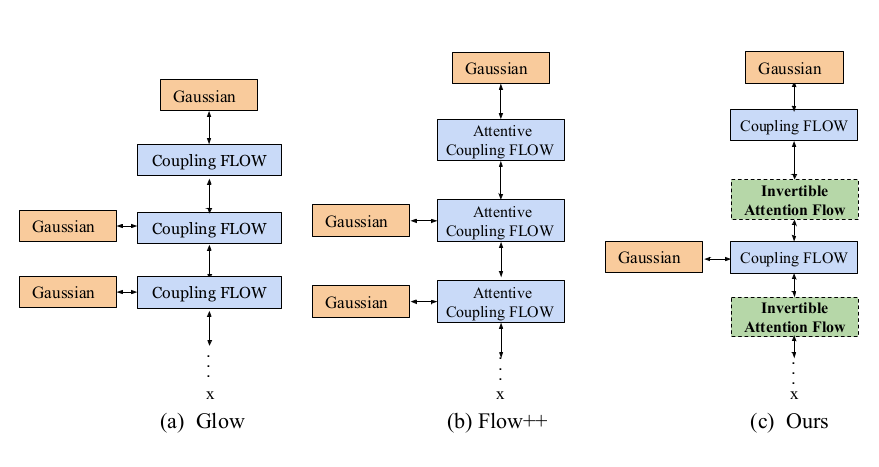 Gaussian
Coupling FLOW
Gaussian
Coupling FLOW
Gaussian
Coupling FLOW
. . .
x
(a) Glow
Gaussian
Attentive
Coupling FLOW
Gaussian
Attentive
Coupling FLOW
Gaussian
Attentive
Coupling FLOW
. . .
x
(b) Flow++
Gaussian
Coupling FLOW
Invertible
Attention Flow
Gaussian
Coupling FLOW
Invertible
Attention Flow
. . .
x
(c) Ours